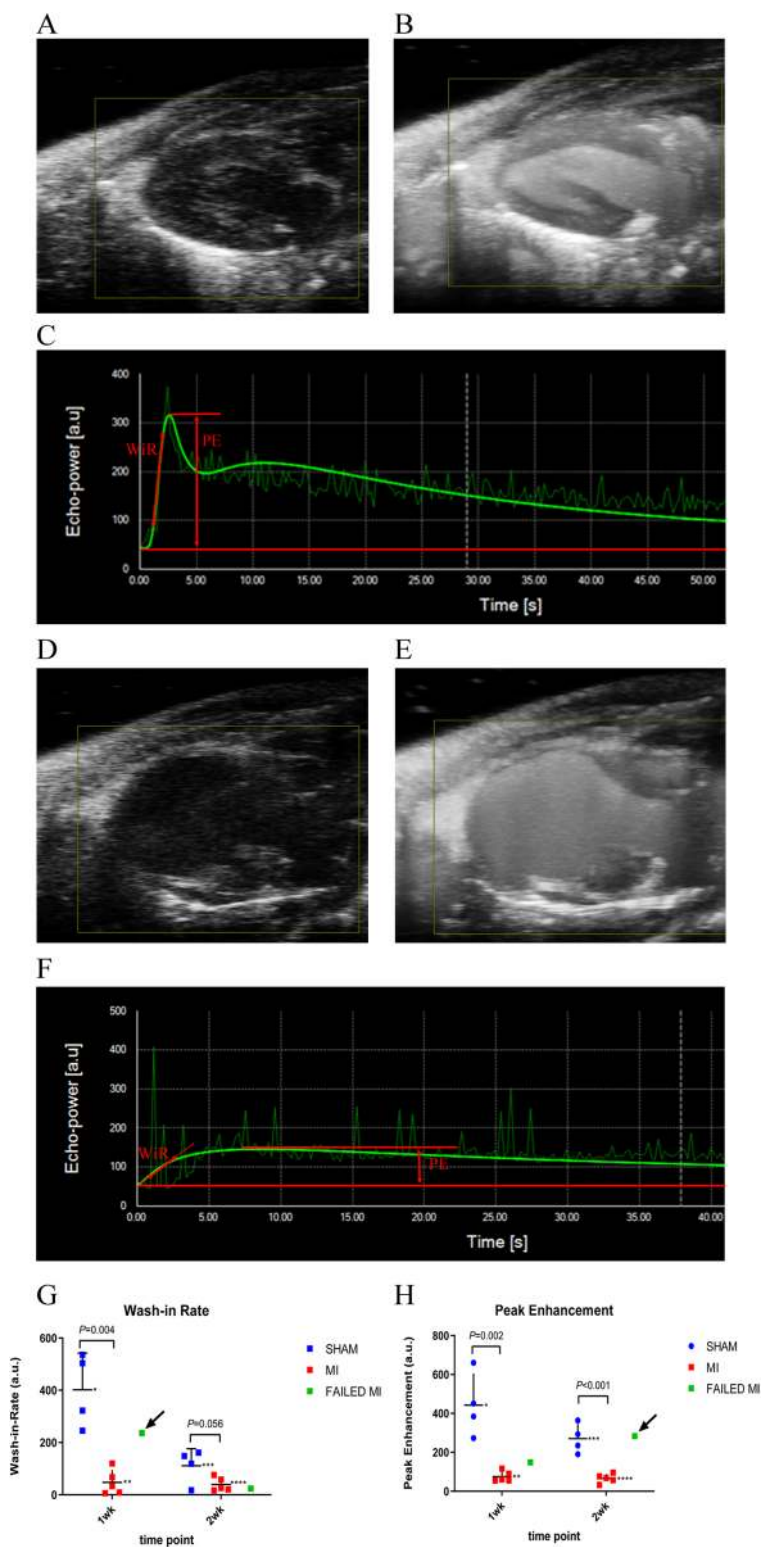 A
B
C
Echo-power [a.u]
400
300
200
100
0
WiR
PE
0.00 5.00 10.00 15.00 20.00 25.00 30.00 35.00 40.00 45.00 50.00
Time [s]
D
E
F
Echo-power [a.u]
500
400
300
200
100
0
WiR
PE
0.00 5.00 10.00 15.00 20.00 25.00 30.00 35.00 40.00
Time [s]
G
Wash-in Rate
Wash-in-Rate (a.u.)
600
400
200
0
P=0.004
P=0.056
*
**
***
****
1wk 2wk
time point
SHAM
MI
FAILED MI
H
Peak Enhancement
Peak Enhancement (a.u.)
800
600
400
200
0
P=0.002
P<0.001
*
**
***
****
1wk 2wk
time point
SHAM
MI
FAILED MI